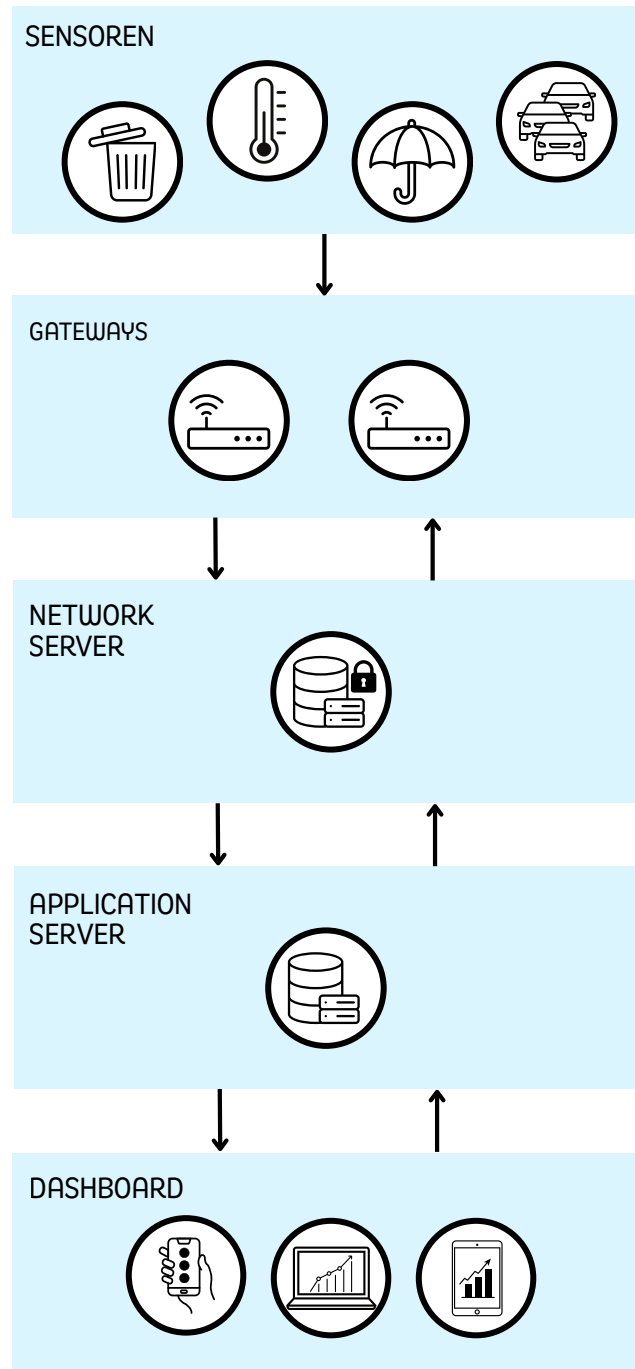 SENSOREN
GATEWAYS
NETWORK
SERVER
APPLICATION
SERVER
DASHBOARD